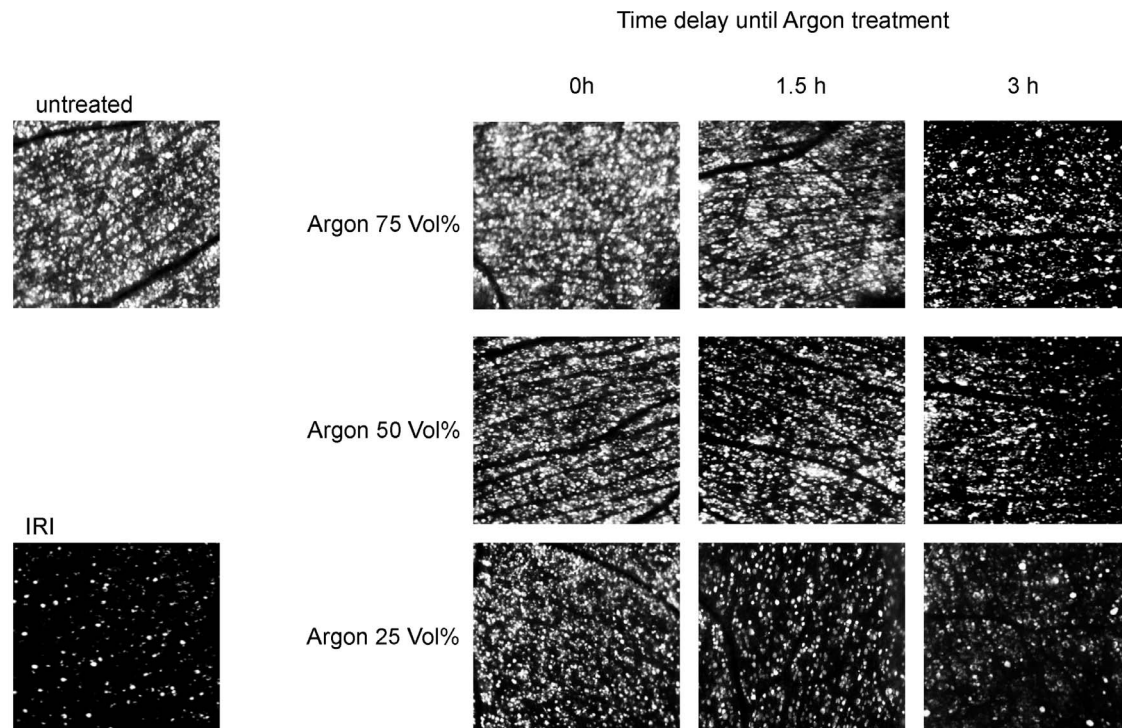 Time delay until Argon treatment
untreated
0h
1.5 h
3 h
Argon 75 Vol%
Argon 50 Vol%
IRI
Argon 25 Vol%